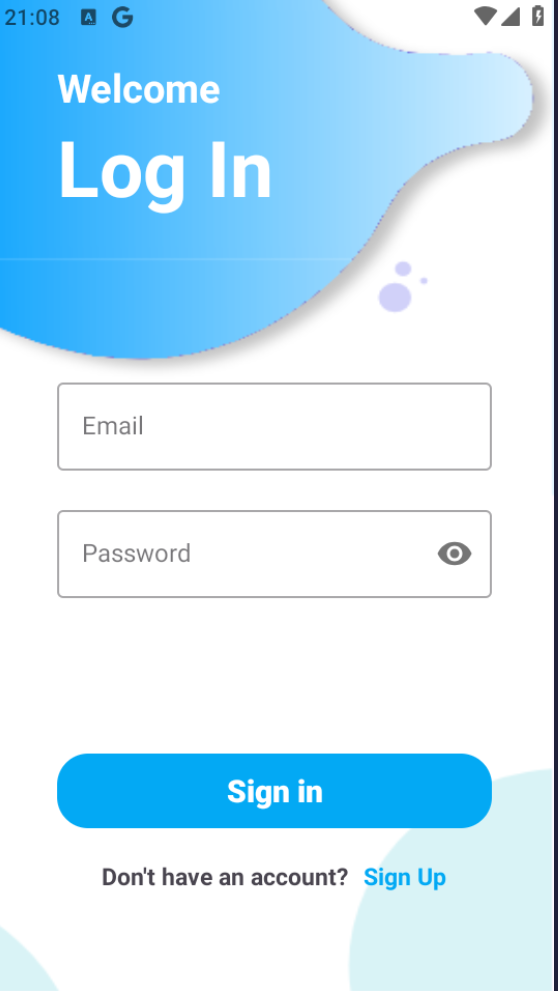 21:08 A G
Welcome
Log In
Email
Password
Sign in
Don't have an account? Sign Up